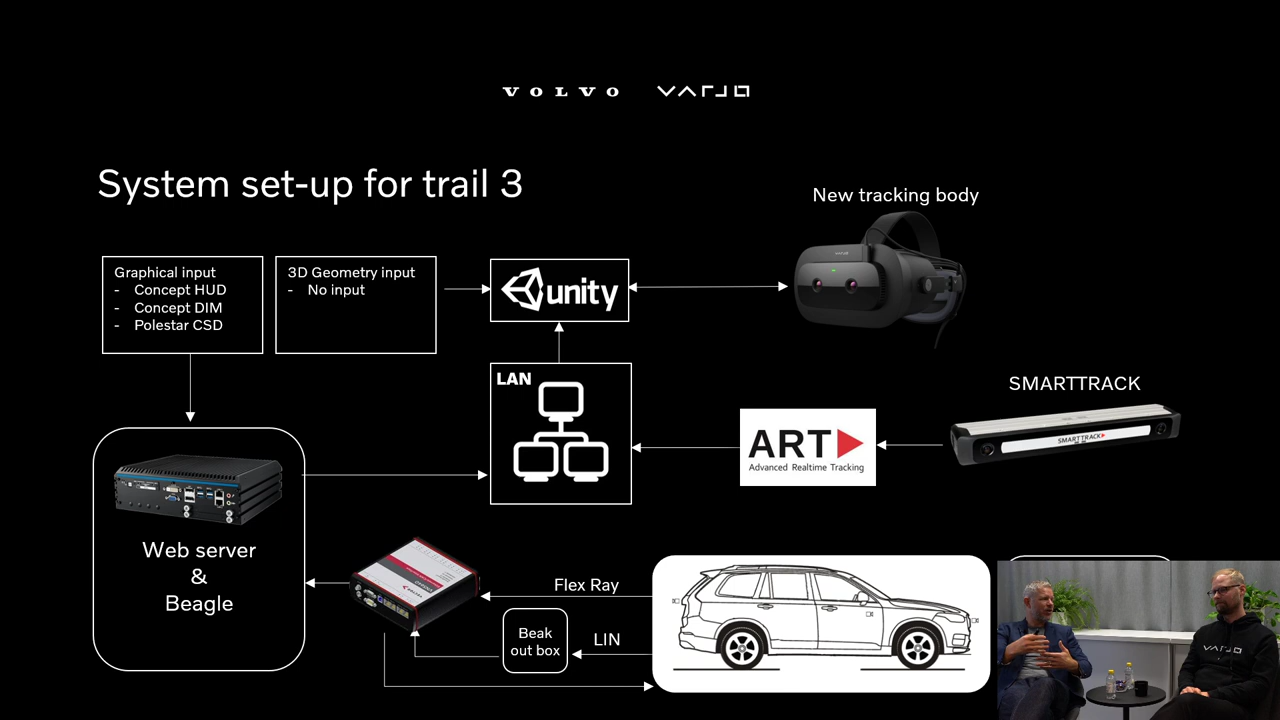 VOLVO VARJO
System set-up for trail 3
New tracking body
Graphical input
- Concept HUD
- Concept DIM
- Polestar CSD
3D Geometry input
- No input
unity
LAN
SMARTTRACK
ART
Advanced Realtime Tracking
SMARTTRACK
Web server
&
Beagle
Flex Ray
Beak
out box
LIN
VARJO